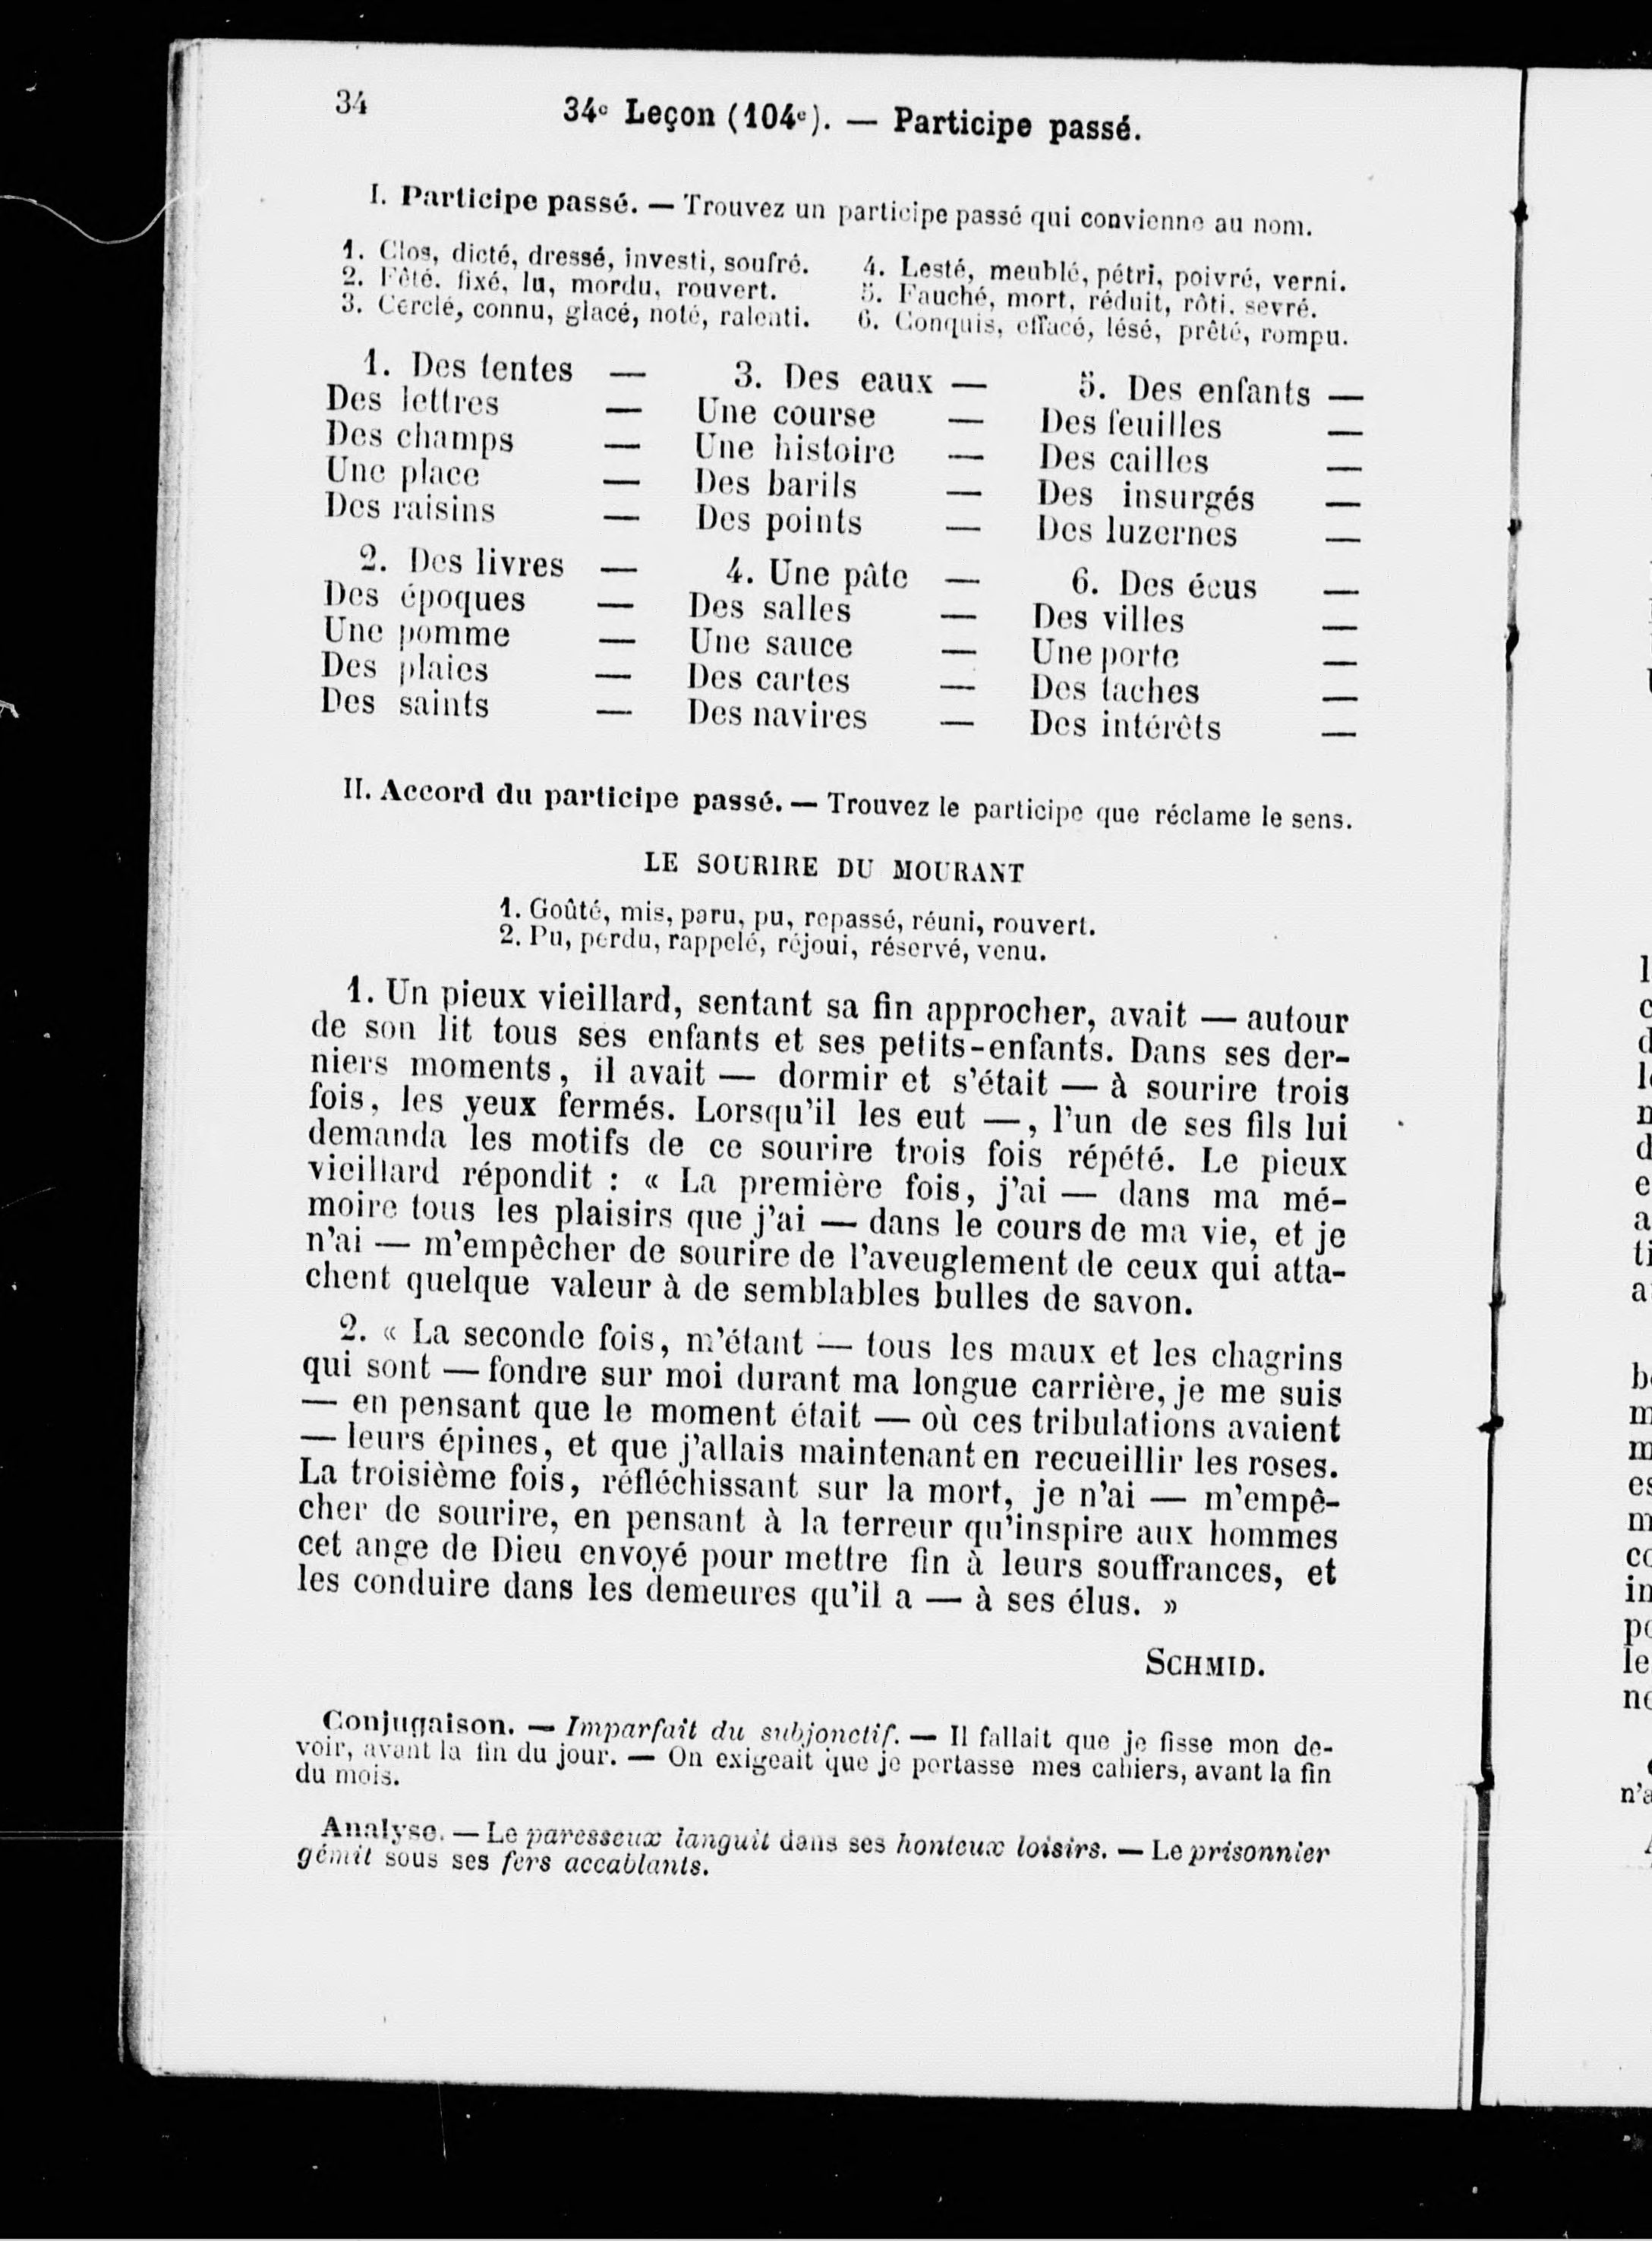 34
34e Leçon (104e). — Participe passé.
I. Participe passé. — Trouvez un participe passé qui convienne au nom.
1. Clos, dicté, dressé, investi, soufré.
2. Fêté, fixé, lu, mordu, rouvert.
3. Cerclé, connu, glacé, noté, ralenti.
4. Lesté, meublé, pétri, poivré, verni.
5. Fauché, mort, réduit, rôti, sevré.
6. Conquis, effacé, lésé, prêté, rompu.
1. Des tentes —
Des lettres —
Des champs —
Une place —
Des raisins —
2. Des livres —
Des époques —
Une pomme —
Des plaies —
Des saints —
3. Des eaux —
Une course —
Une histoire —
Des barils —
Des points —
4. Une pâte —
Des salles —
Une sauce —
Des cartes —
Des navires —
5. Des enfants —
Des feuilles —
Des cailles —
Des insurgés —
Des luzernes —
6. Des écus —
Des villes —
Une porte —
Des taches —
Des intérêts —
II. Accord du participe passé. — Trouvez le participe que réclame le sens.
LE SOURIRE DU MOURANT
1. Goûté, mis, paru, pu, repassé, réuni, rouvert.
2. Pu, perdu, rappelé, réjoui, réservé, venu.
1. Un pieux vieillard, sentant sa fin approcher, avait — autour
de son lit tous ses enfants et ses petits-enfants. Dans ses der-
niers moments, il avait — dormir et s'était — à sourire trois
fois, les yeux fermés. Lorsqu'il les eut —, l'un de ses fils lui
demanda les motifs de ce sourire trois fois répété. Le pieux
vieillard répondit : « La première fois, j'ai — dans ma mé-
moire tous les plaisirs que j'ai — dans le cours de ma vie, et je
n'ai — m'empêcher de sourire de l'aveuglement de ceux qui atta-
chent quelque valeur à de semblables bulles de savon.
2. « La seconde fois, m'étant — tous les maux et les chagrins
qui sont — fondre sur moi durant ma longue carrière, je me suis
— en pensant que le moment était — où ces tribulations avaient
— leurs épines, et que j'allais maintenant en recueillir les roses.
La troisième fois, réfléchissant sur la mort, je n'ai — m'empê-
cher de sourire, en pensant à la terreur qu'inspire aux hommes
cet ange de Dieu envoyé pour mettre fin à leurs souffrances, et
les conduire dans les demeures qu'il a — à ses élus. »
SCHMID.
Conjugaison. — Imparfait du subjonctif. — Il fallait que je fisse mon de-
voir, avant la fin du jour. — On exigeait que je portasse mes cahiers, avant la fin
du mois.
Analyse. — Le paresseux languit dans ses honteux loisirs. — Le prisonnier
gémit sous ses fers accablants.